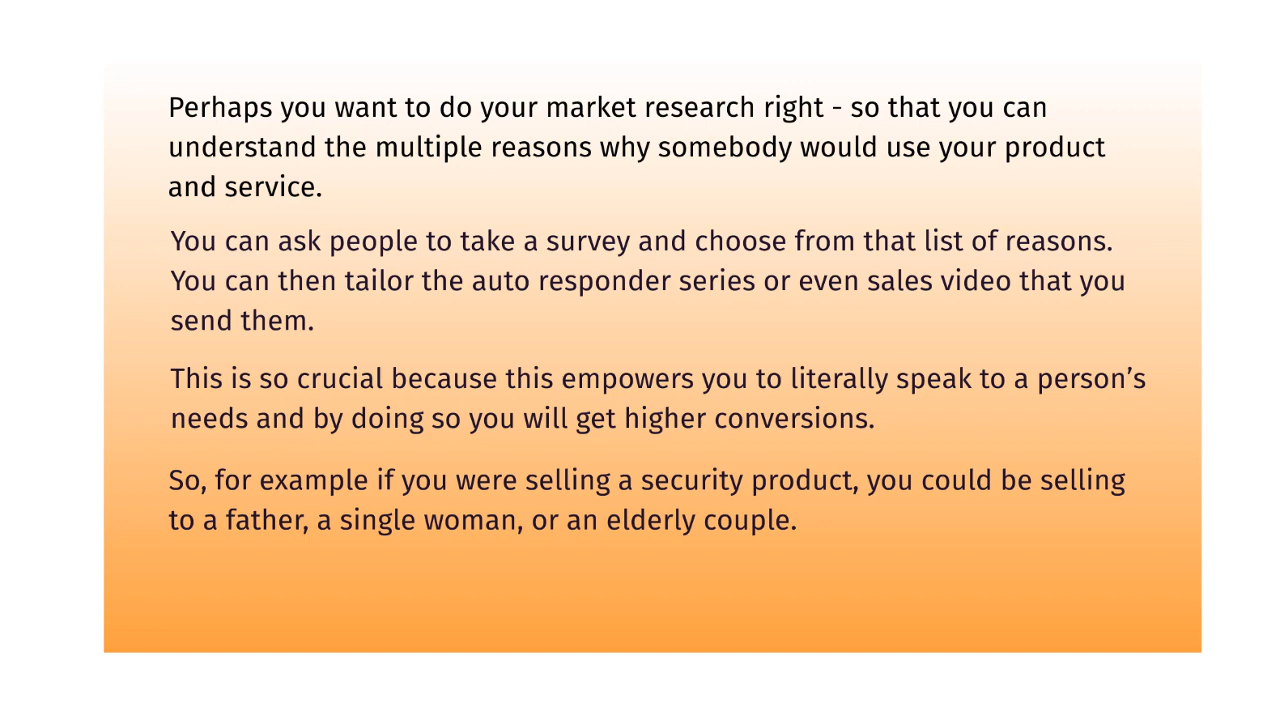 Perhaps you want to do your market research right - so that you can
understand the multiple reasons why somebody would use your product
and service.
You can ask people to take a survey and choose from that list of reasons.
You can then tailor the auto responder series or even sales video that you
send them.
This is so crucial because this empowers you to literally speak to a person’s
needs and by doing so you will get higher conversions.
So, for example if you were selling a security product, you could be selling
to a father, a single woman, or an elderly couple.